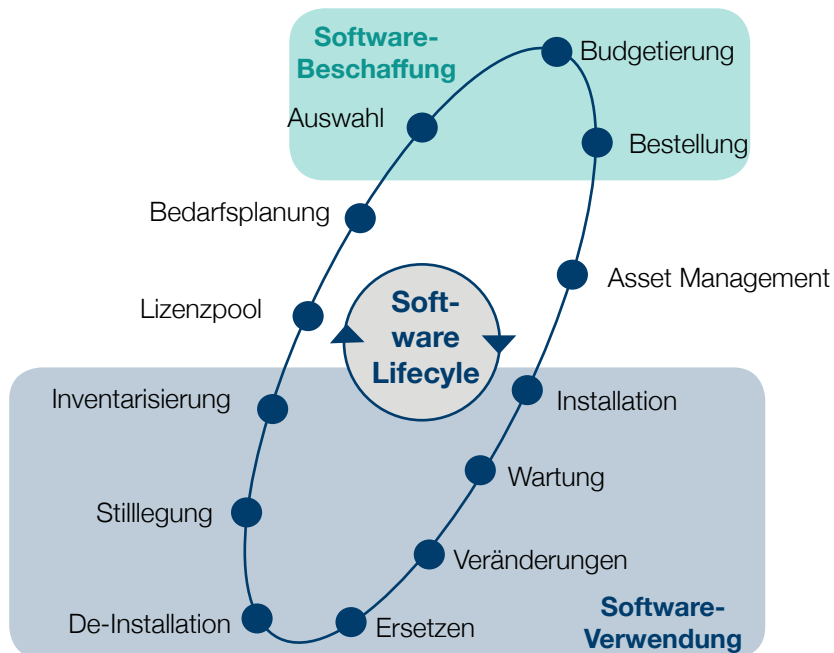 Software-
Beschaffung
Budgetierung
Auswahl
Bestellung
Bedarfsplanung
Asset Management
Lizenzpool
Soft-
ware
Lifecyle
Inventarisierung
Installation
Wartung
Stilllegung
Veränderungen
De-Installation
Ersetzen
Software-
Verwendung